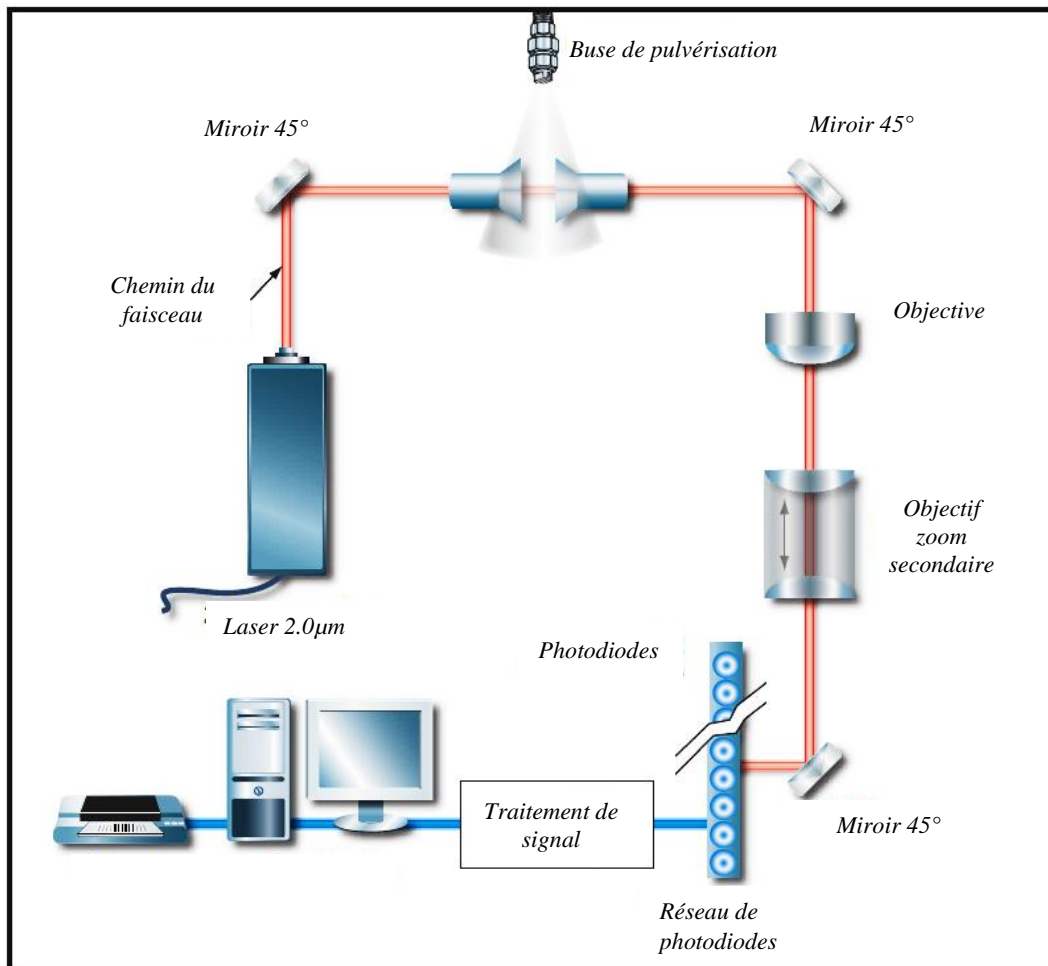 Buse de pulvérisation
Miroir 45°
Miroir 45°
Chemin du
faisceau
Objective
Objectif
zoom
secondaire
Laser 2.0µm
Photodiodes
Traitement de
signal
Miroir 45°
Réseau de
photodiodes